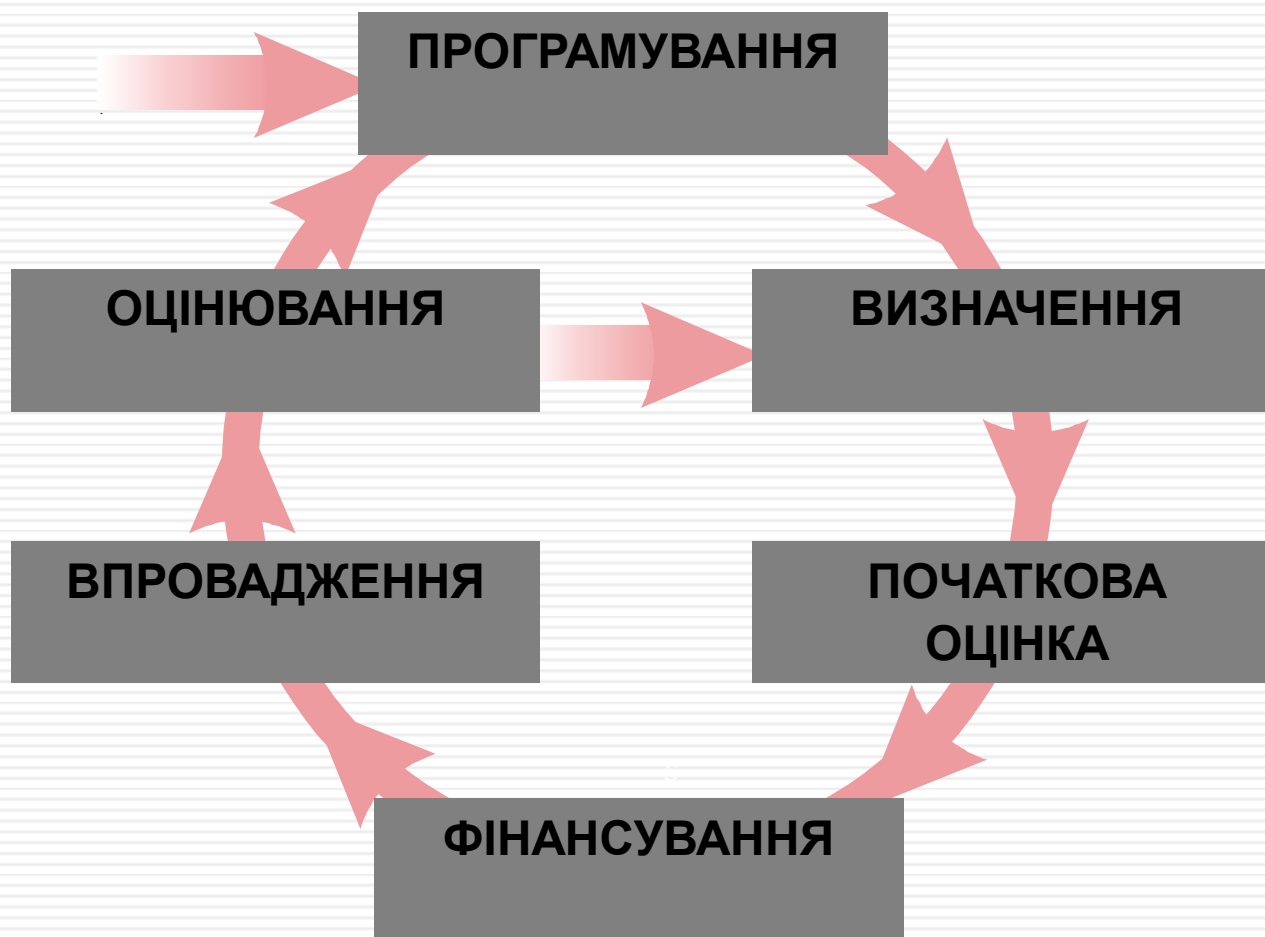 ПРОГРАМУВАННЯ
ОЦІНЮВАННЯ
ВИЗНАЧЕННЯ
ВПРОВАДЖЕННЯ
ПОЧАТКОВА
ОЦІНКА
ФІНАНСУВАННЯ